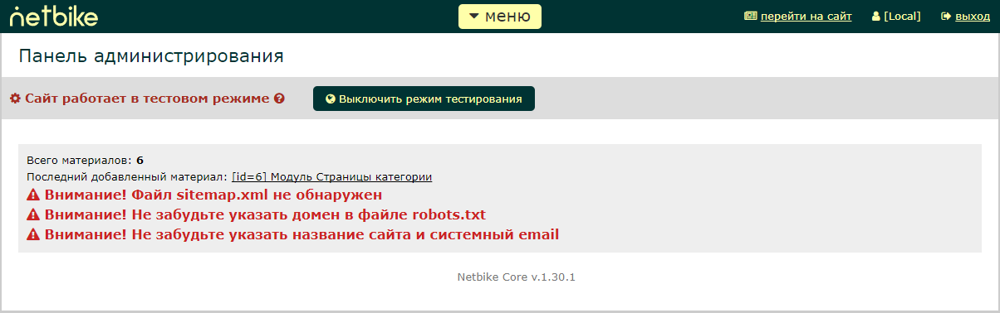 netbike
меню
перейти на сайт
[Local]
выход
Панель администрирования
Сайт работает в тестовом режиме
Выключить режим тестирования
Всего материалов: 6
Последний добавленный материал: [id=6] Модуль Страницы категории
Внимание! Файл sitemap.xml не обнаружен
Внимание! Не забудьте указать домен в файле robots.txt
Внимание! Не забудьте указать название сайта и системный email
Netbike Core v.1.30.1